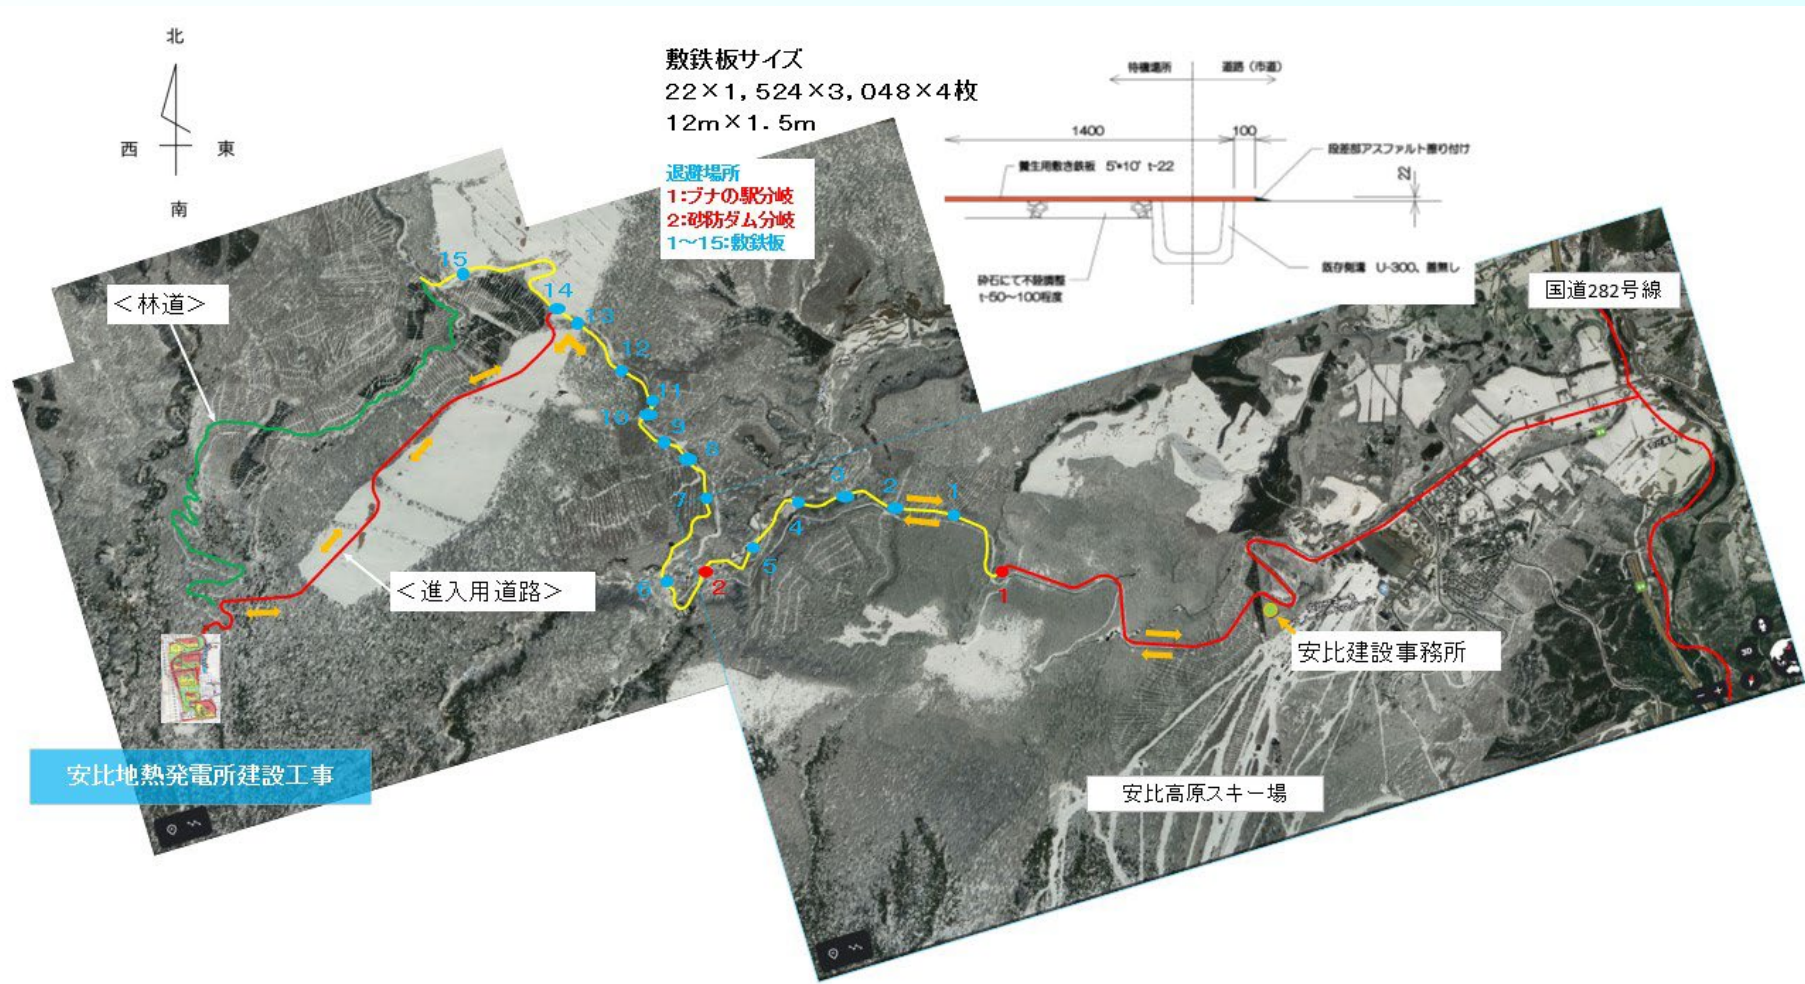 北
西
東
南
敷鉄板サイズ
22×1,524×3,048×4枚
12m×1.5m
退避場所
1:ブナの駅分岐
2:砂防ダム分岐
1～15:敷鉄板
待機場所
道路（市道）
1400
100
養生用敷き鉄板 5'*10' t-22
段差部アスファルト擦り付け
22
砕石にて不陸調整
t-50～100程度
既存側溝 U-300、蓋無し
国道282号線
＜林道＞
15
14
13
12
11
10
9
8
7
6
5
4
3
2
1
2
1
＜進入用道路＞
安比建設事務所
安比地熱発電所建設工事
安比高原スキー場
3D